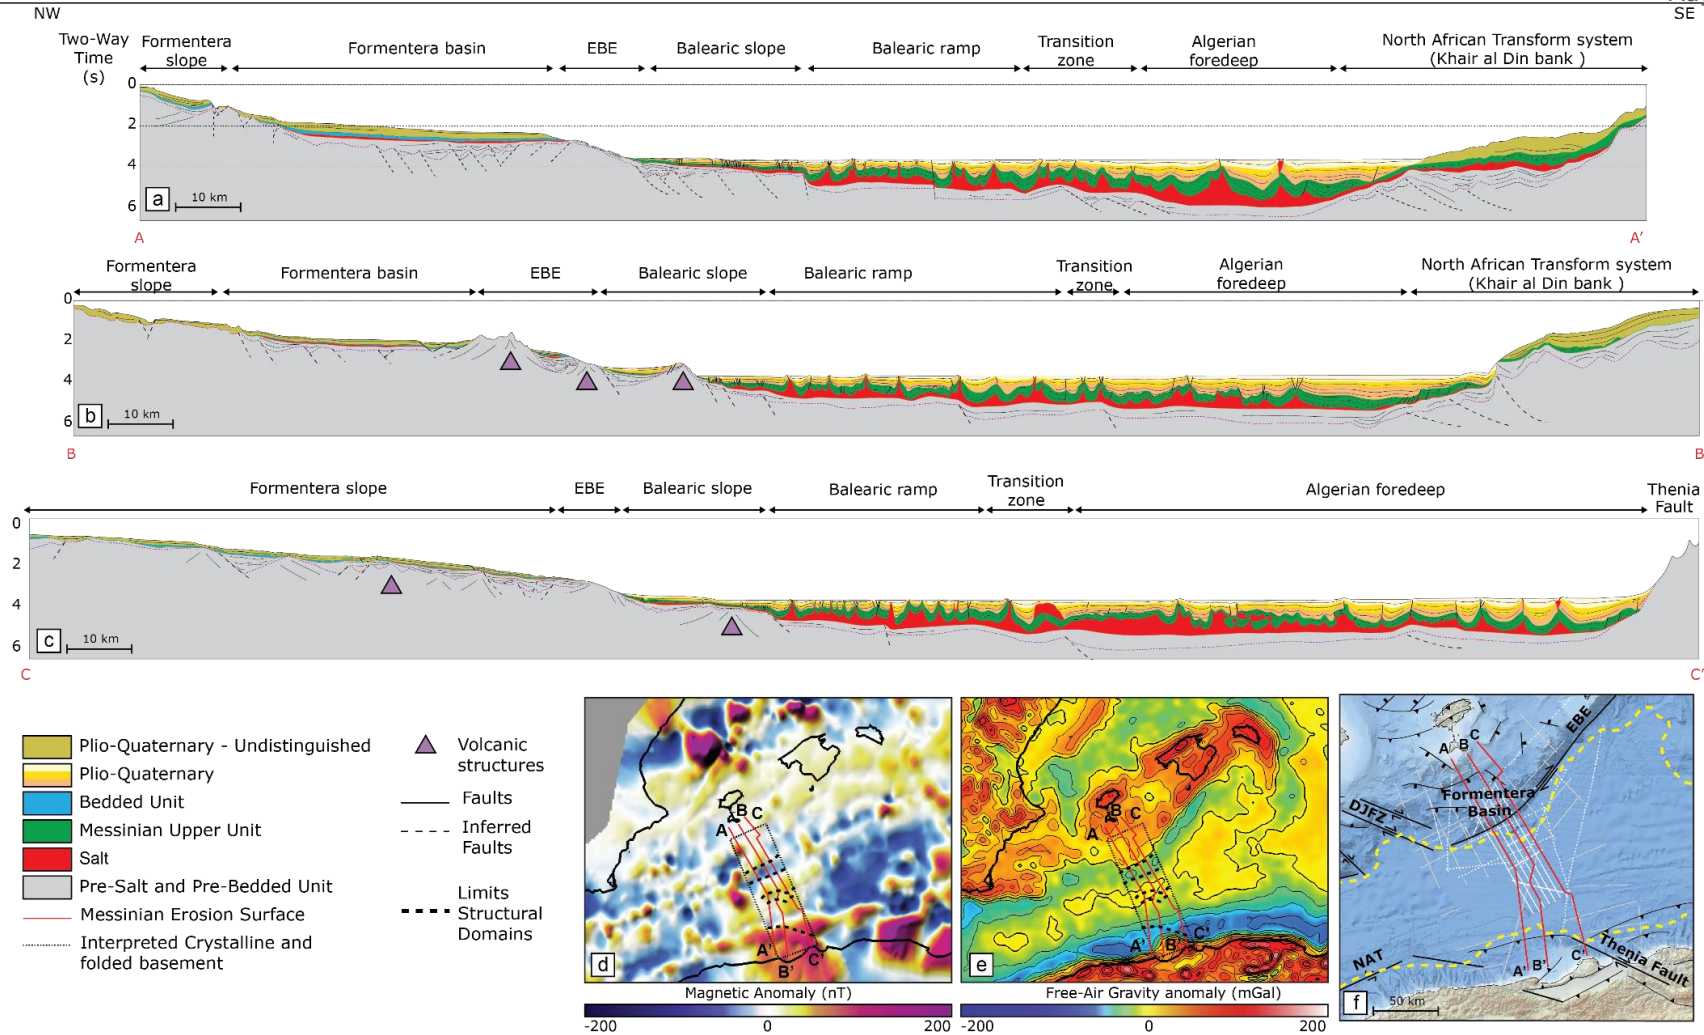 NW
SE
Two-Way
Time
(s)
Formentera
slope
Formentera basin
EBE
Balearic slope
Balearic ramp
Transition
zone
Algerian
foredeep
North African Transform system
(Khair al Din bank )
0
2
4
6
a
10 km
A
A'
Formentera
slope
Formentera basin
EBE
Balearic slope
Balearic ramp
Transition
zone
Algerian
foredeep
North African Transform system
(Khair al Din bank )
0
2
4
6
b
10 km
B
B
Formentera slope
EBE
Balearic slope
Balearic ramp
Transition
zone
Algerian foredeep
Thenia
Fault
0
2
4
6
c
10 km
C
C'
Plio-Quaternary - Undistinguished
Plio-Quaternary
Bedded Unit
Messinian Upper Unit
Salt
Pre-Salt and Pre-Bedded Unit
Messinian Erosion Surface
Interpreted Crystalline and
folded basement
Volcanic
structures
Faults
Inferred
Faults
Limits
Structural
Domains
A
B
C
A'
B'
C'
d
Magnetic Anomaly (nT)
-200
0
200
A
B
C
A'
B'
C'
e
Free-Air Gravity anomaly (mGal)
-200
0
200
A
B
C
EBE
Formentera
Basin
DJFZ
NAT
Thenia Fault
A'
B'
C'
f
50 km